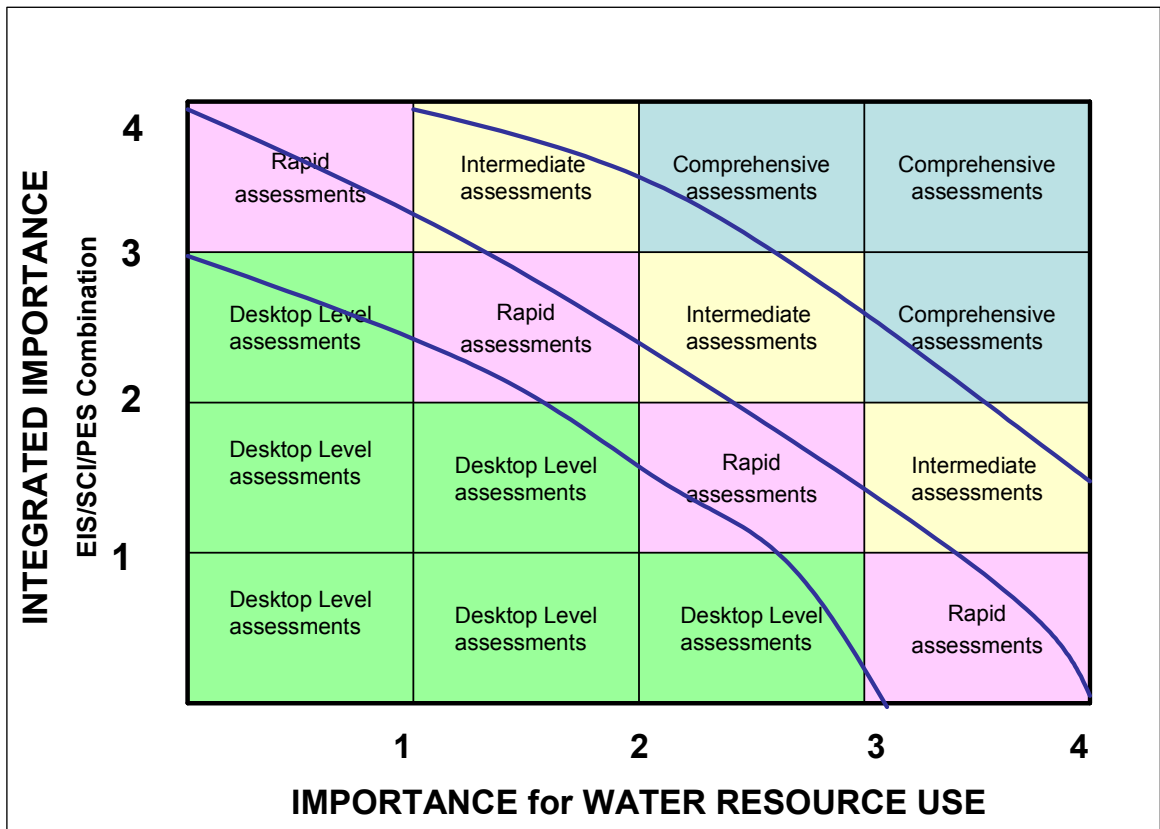 INTEGRATED IMPORTANCE
EIS/SCI/PES Combination
4
Rapid
assessments
Intermediate
assessments
Comprehensive
assessments
Comprehensive
assessments
3
Desktop Level
assessments
Rapid
assessments
Intermediate
assessments
Comprehensive
assessments
2
Desktop Level
assessments
Desktop Level
assessments
Rapid
assessments
Intermediate
assessments
1
Desktop Level
assessments
Desktop Level
assessments
Desktop Level
assessments
Rapid
assessments
1
2
3
4
IMPORTANCE for WATER RESOURCE USE